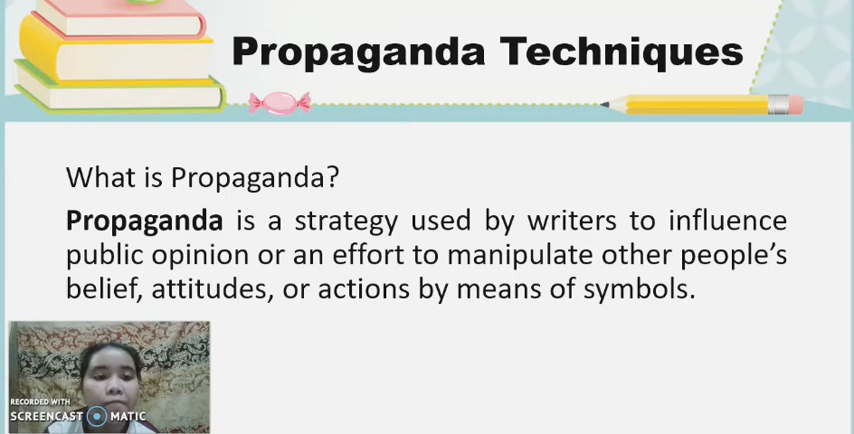 Propaganda Techniques
What is Propaganda?
Propaganda is a strategy used by writers to influence
public opinion or an effort to manipulate other people's
belief, attitudes, or actions by means of symbols.
RECORDED WITH
SCREENCAST MATIC